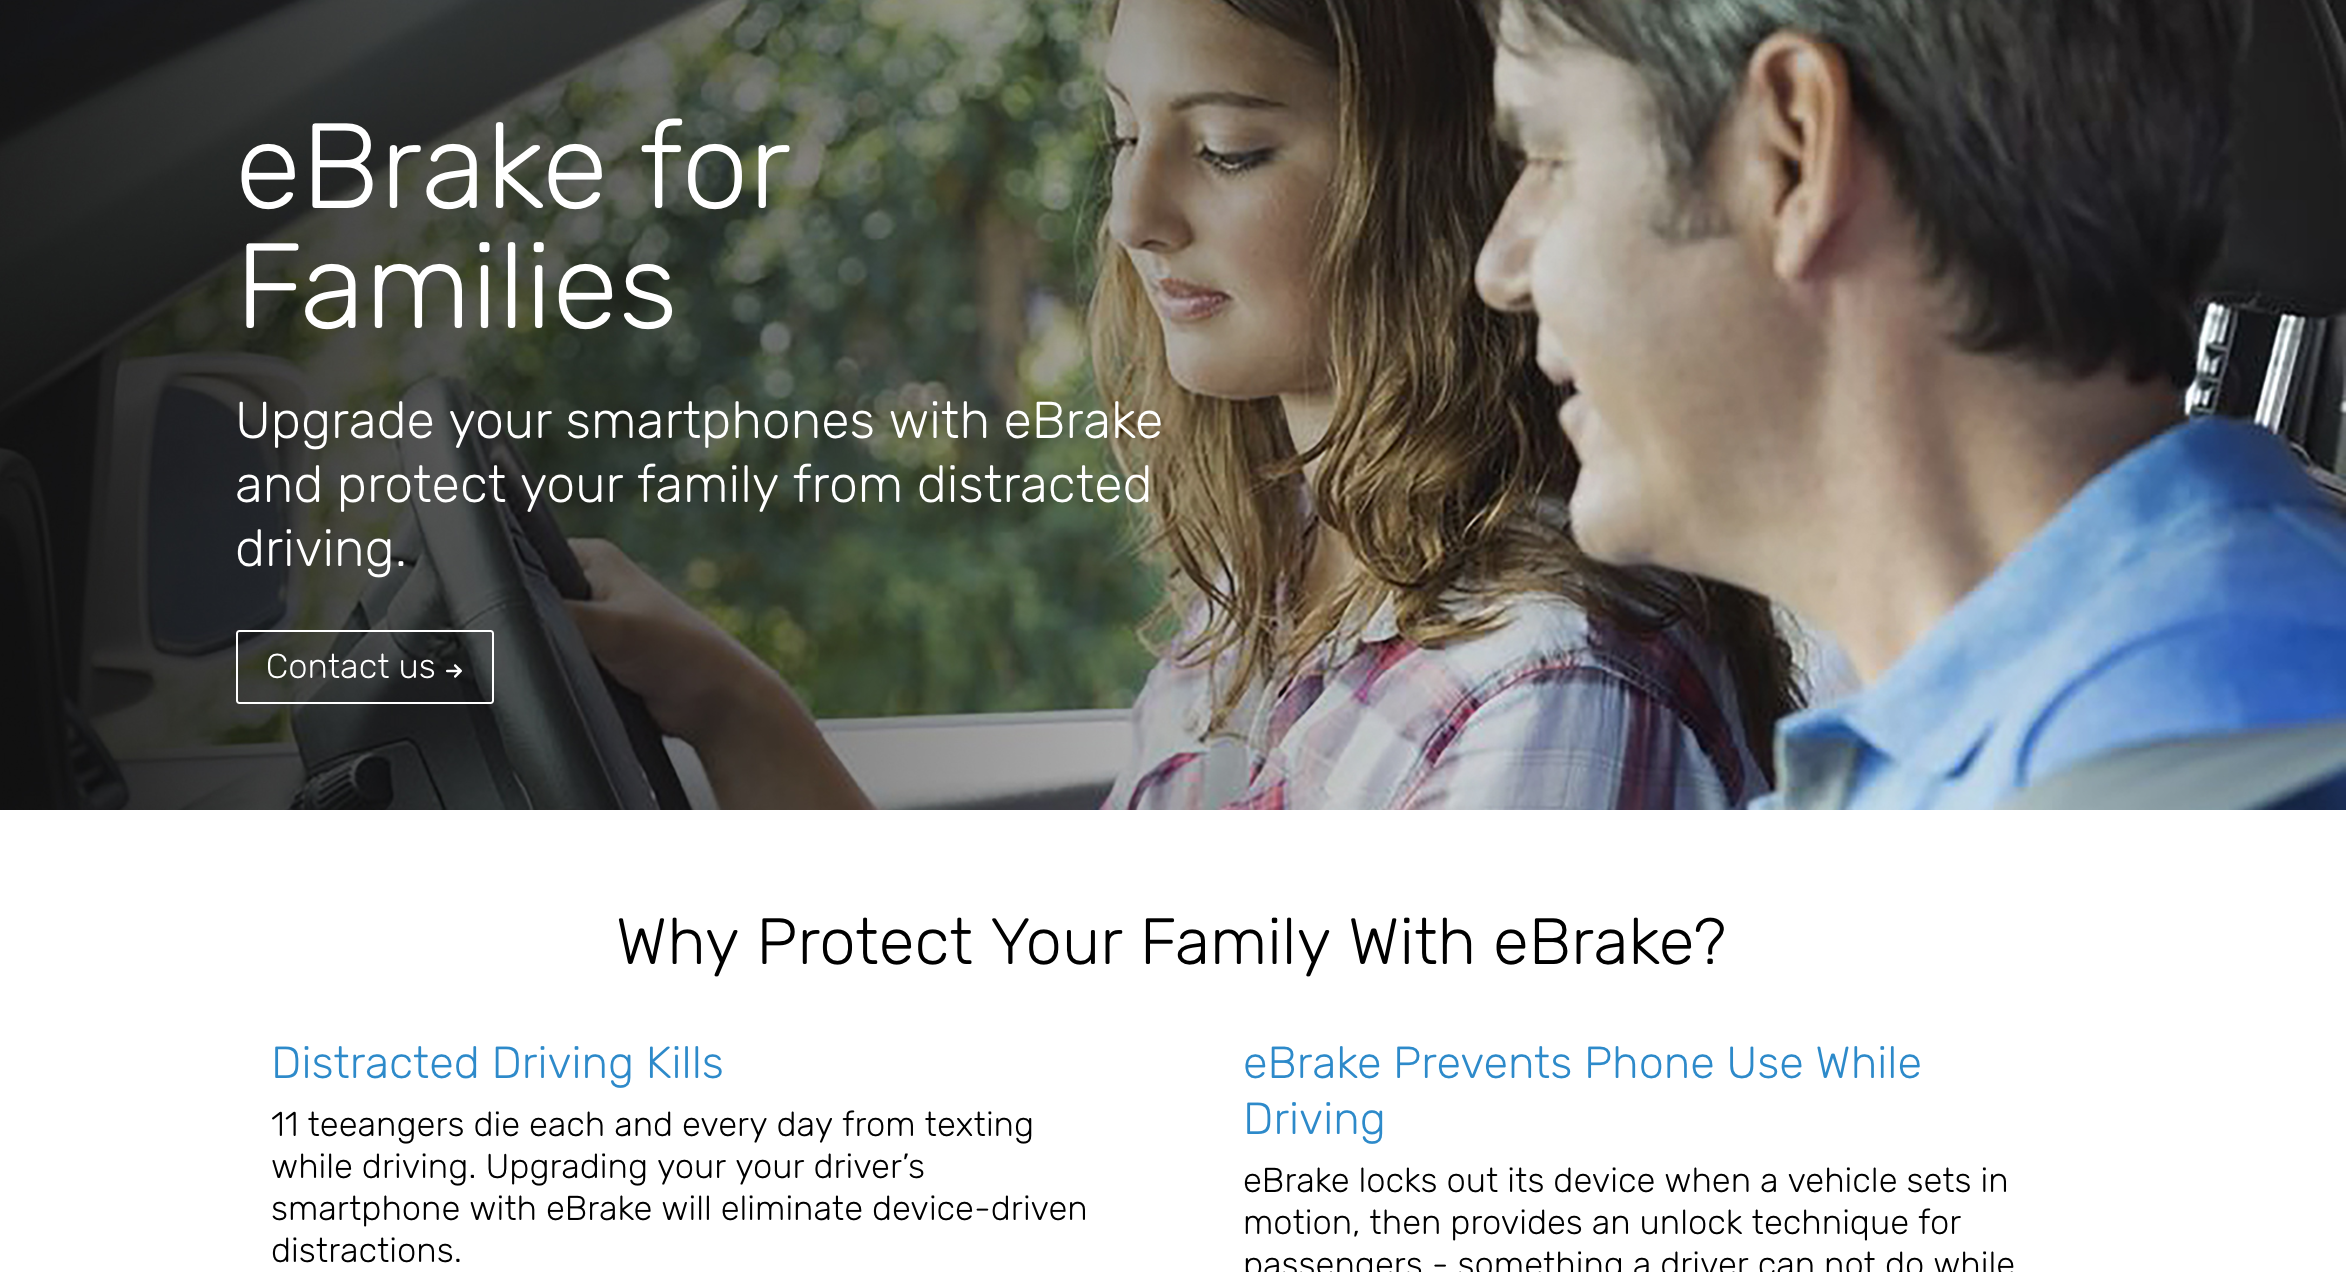 eBrake for
Families
Upgrade your smartphones with eBrake
and protect your family from distracted
driving.
Contact us →
Why Protect Your Family With eBrake?
Distracted Driving Kills
11 teeangers die each and every day from texting
while driving. Upgrading your your driver’s
smartphone with eBrake will eliminate device-driven
distractions.
eBrake Prevents Phone Use While
Driving
eBrake locks out its device when a vehicle sets in
motion, then provides an unlock technique for
passengers - something a driver can not do while